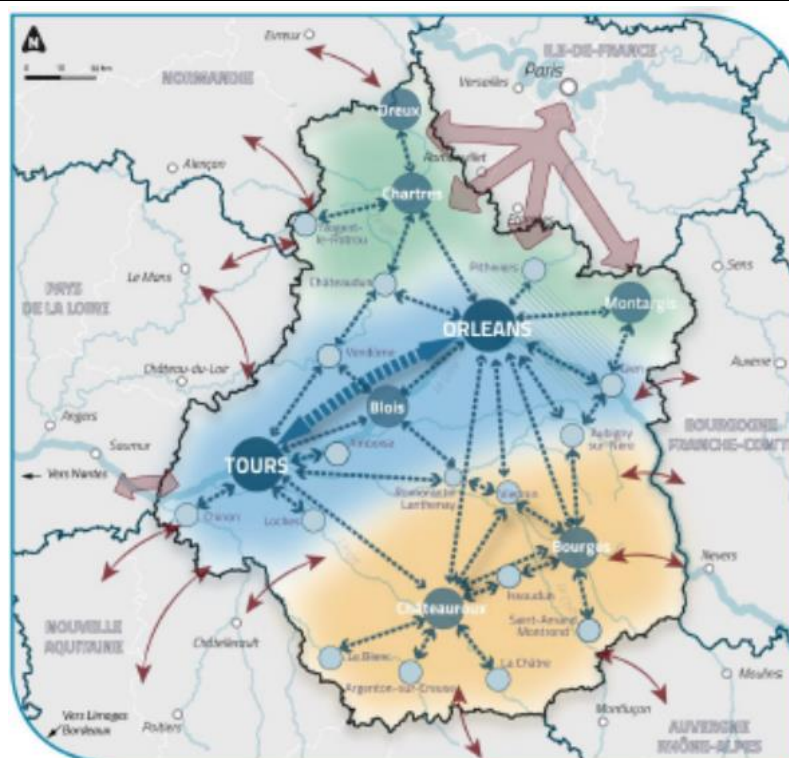 N
Evreux
ILE-DE-FRANCE
Paris
Versailles
NORMANDIE
Dreux
Rambouillet
Alençon
Chartres
Nogent-
le-Rotrou
Le Mans
Châteaudun
Pithiviers
Sens
PAYS
DE LA LOIRE
Montargis
ORLEANS
Vendôme
Château-du-Loir
Gien
Auxerre
Blois
Angers
Saumur
Amboise
Aubigny
sur-Nère
BOURGOGNE
FRANCHE-COMTÉ
TOURS
Vers Nantes
Romorantin
Lanthenay
Vierzon
Chinon
Loches
Bourges
Nevers
Issoudun
Châteauroux
Saint-Amand
Montrond
NOUVELLE
AQUITAINE
Châtellerault
Le Blanc
La Châtre
Argenton-sur-Creuse
Moulins
Vers Limoges
Bordeaux
Poitiers
Montluçon
AUVERGNE
RHÔNE-ALPES